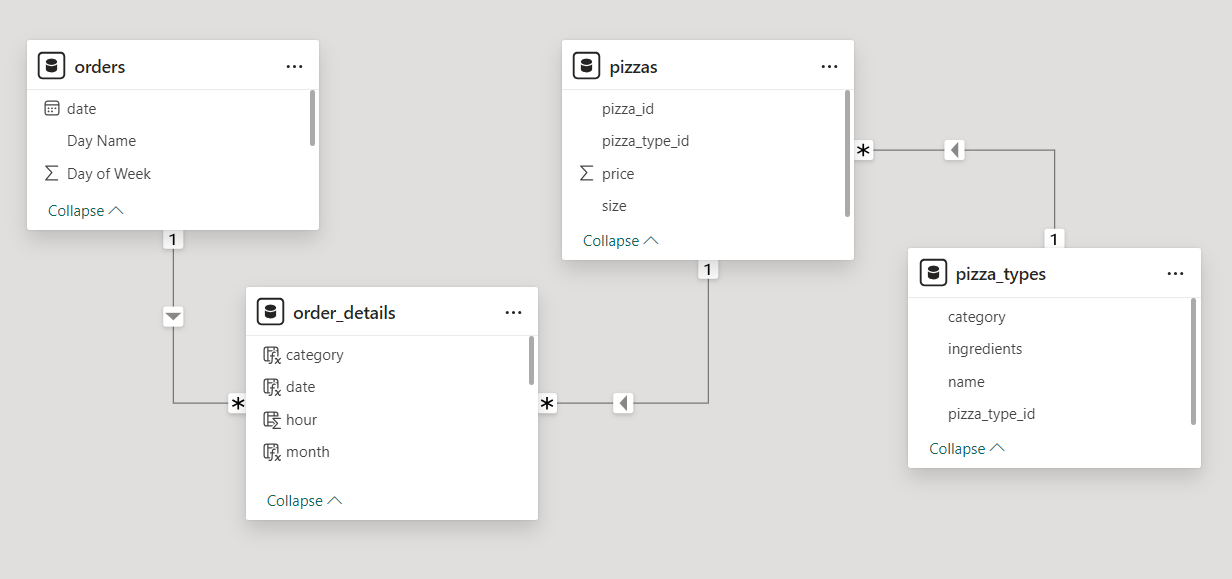 orders
date
Day Name
Day of Week
Collapse
1
pizzas
pizza_id
pizza_type_id
price
size
Collapse
1
*
1
pizza_types
category
ingredients
name
pizza_type_id
Collapse
order_details
category
date
hour
month
Collapse
*
*